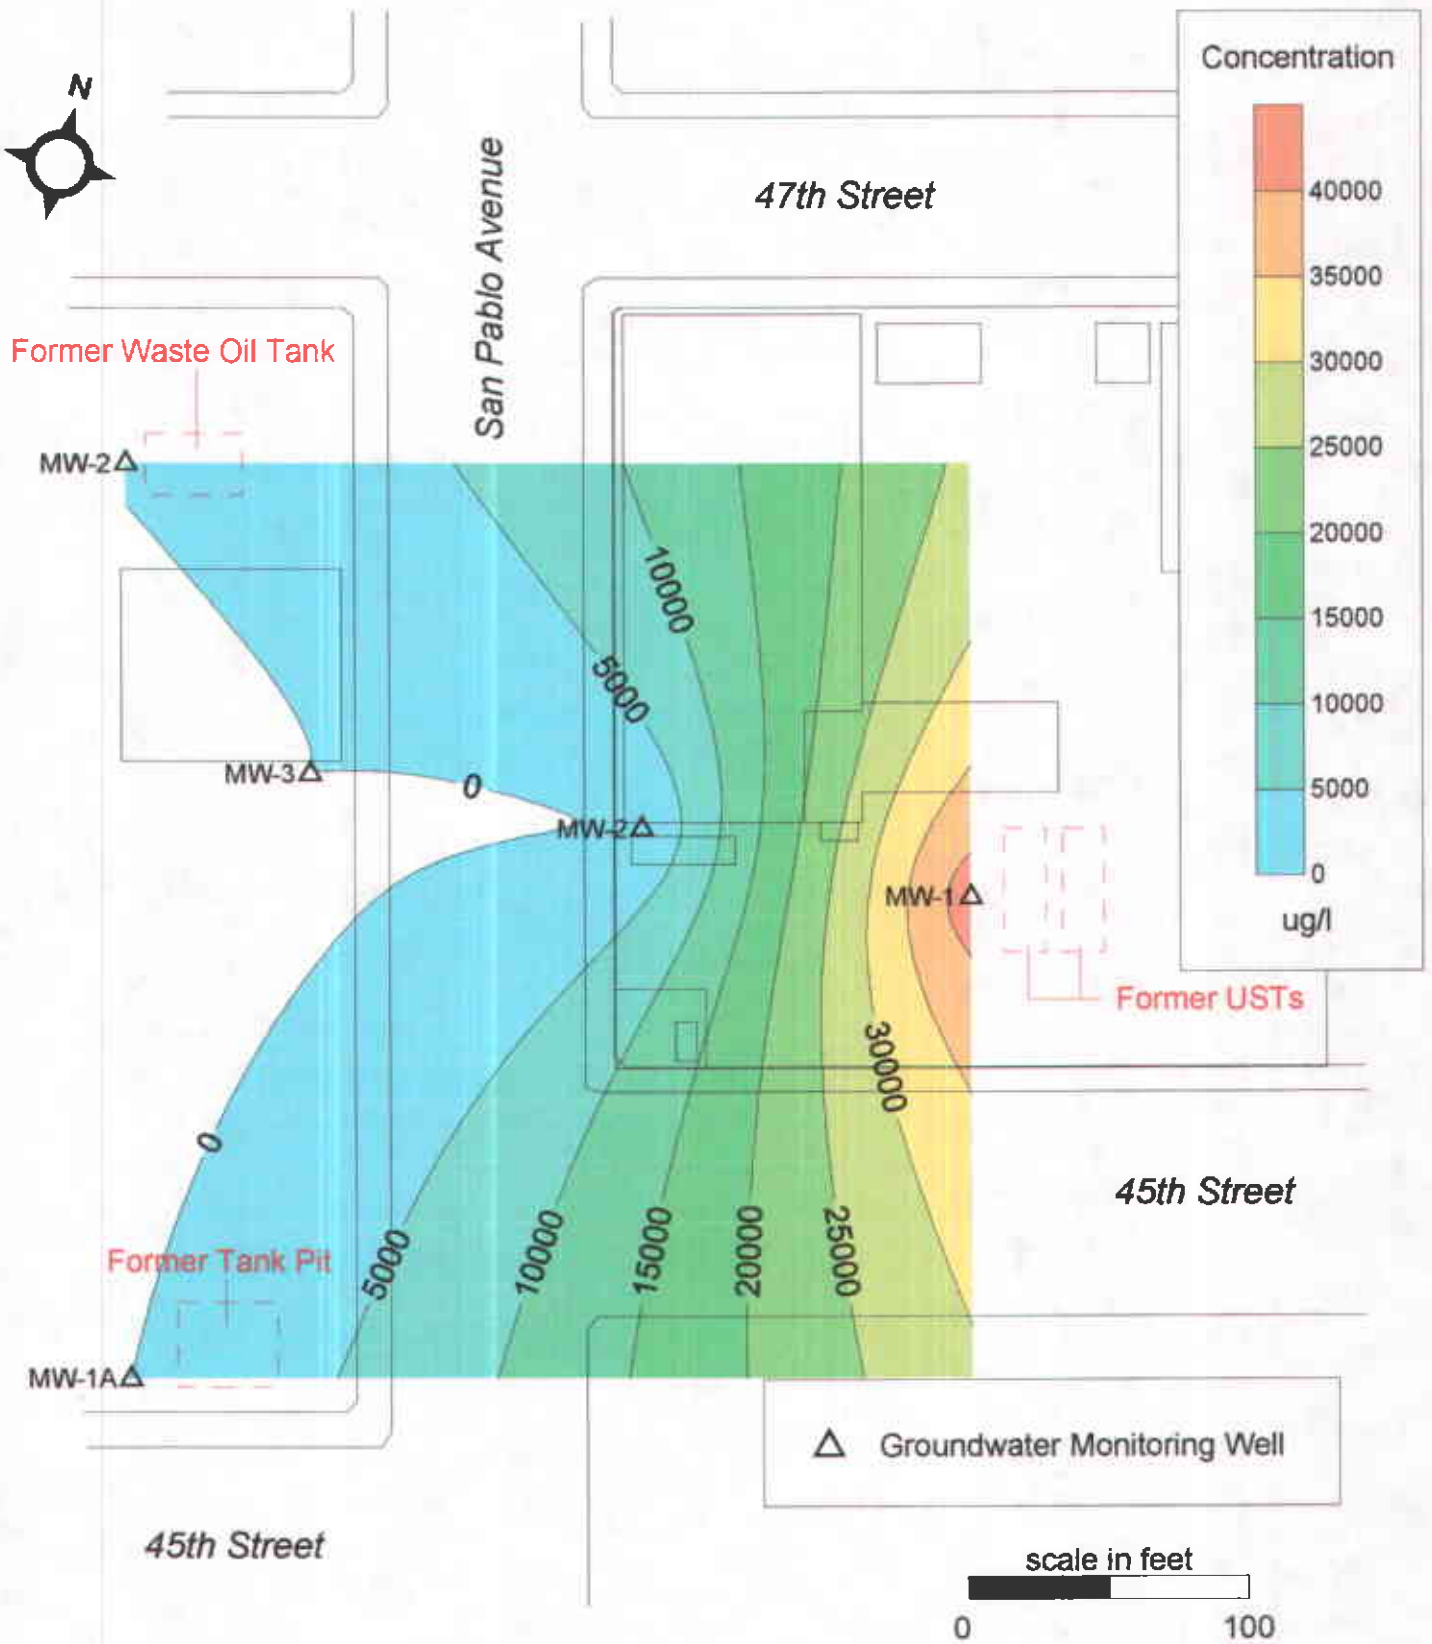 Concentration
N
40000
35000
30000
25000
20000
15000
10000
5000
0
ug/l
San Pablo Avenue
47th Street
Former Waste Oil Tank
MW-2
10000
5000
MW-3
0
MW-2
MW-1
Former USTs
30000
0
45th Street
Former Tank Pit
5000
10000
15000
20000
25000
MW-1A
Groundwater Monitoring Well
45th Street
scale in feet
0 100